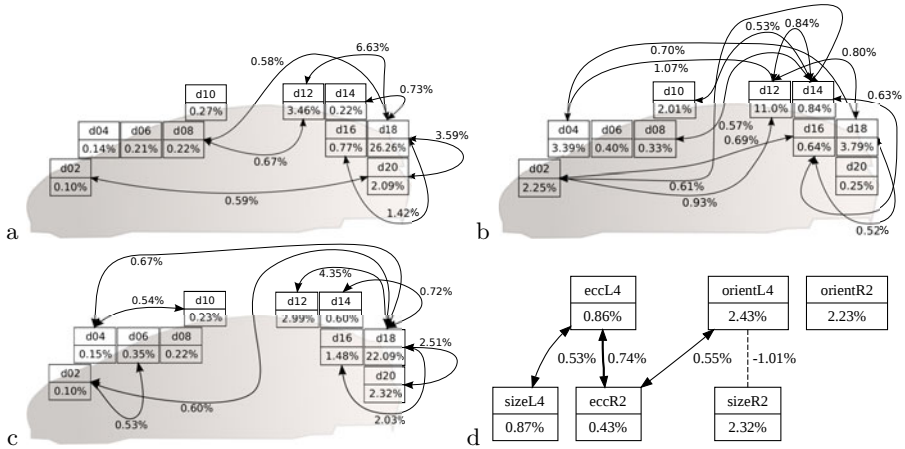 6.63%
0.58%
d10
0.27%
d12
3.46%
d14
0.22%
0.73%
d04
0.14%
d06
0.21%
d08
0.22%
d16
0.77%
d18
26.26%
3.59%
0.67%
d02
0.10%
d20
2.09%
0.59%
1.42%
a
0.53%
0.84%
0.70%
0.80%
1.07%
d10
2.01%
d12
11.0%
d14
0.84%
0.63%
d04
3.39%
d06
0.40%
d08
0.33%
0.57%
0.69%
d16
0.64%
d18
3.79%
d02
2.25%
d20
0.25%
0.61%
0.93%
0.52%
b
0.67%
4.35%
0.72%
0.54%
d10
0.23%
d12
2.99%
d14
0.60%
d04
0.15%
d06
0.35%
d08
0.22%
d16
1.48%
d18
22.09%
2.51%
d02
0.10%
d20
2.32%
0.60%
0.53%
2.03%
c
eccL4
0.86%
orientL4
2.43%
orientR2
2.23%
0.53%
0.74%
0.55%
-1.01%
sizeL4
0.87%
eccR2
0.43%
sizeR2
2.32%
d